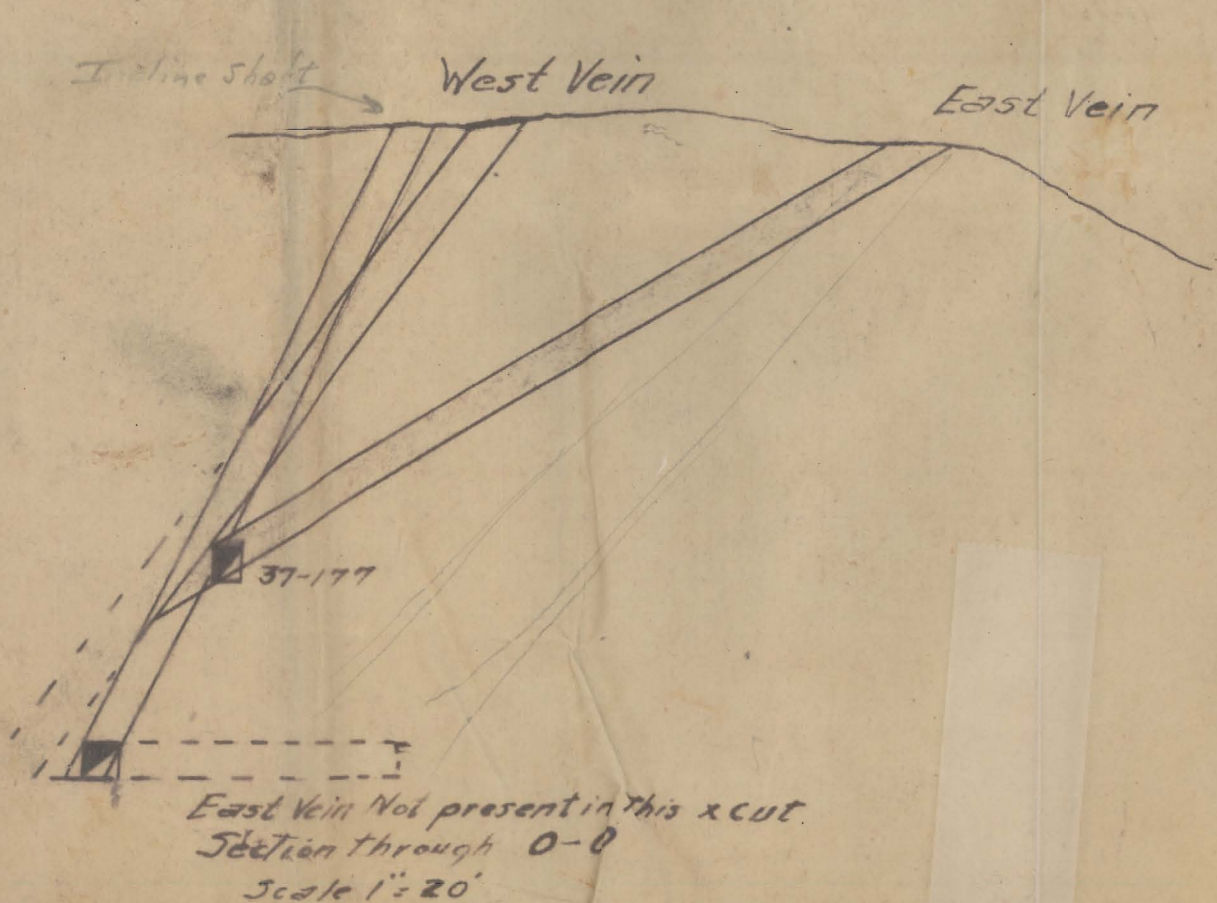 Incline Shaft
West Vein
East Vein
37-177
East Vein Not present in this x cut
Section through 0-0
Scale 1"= 20'